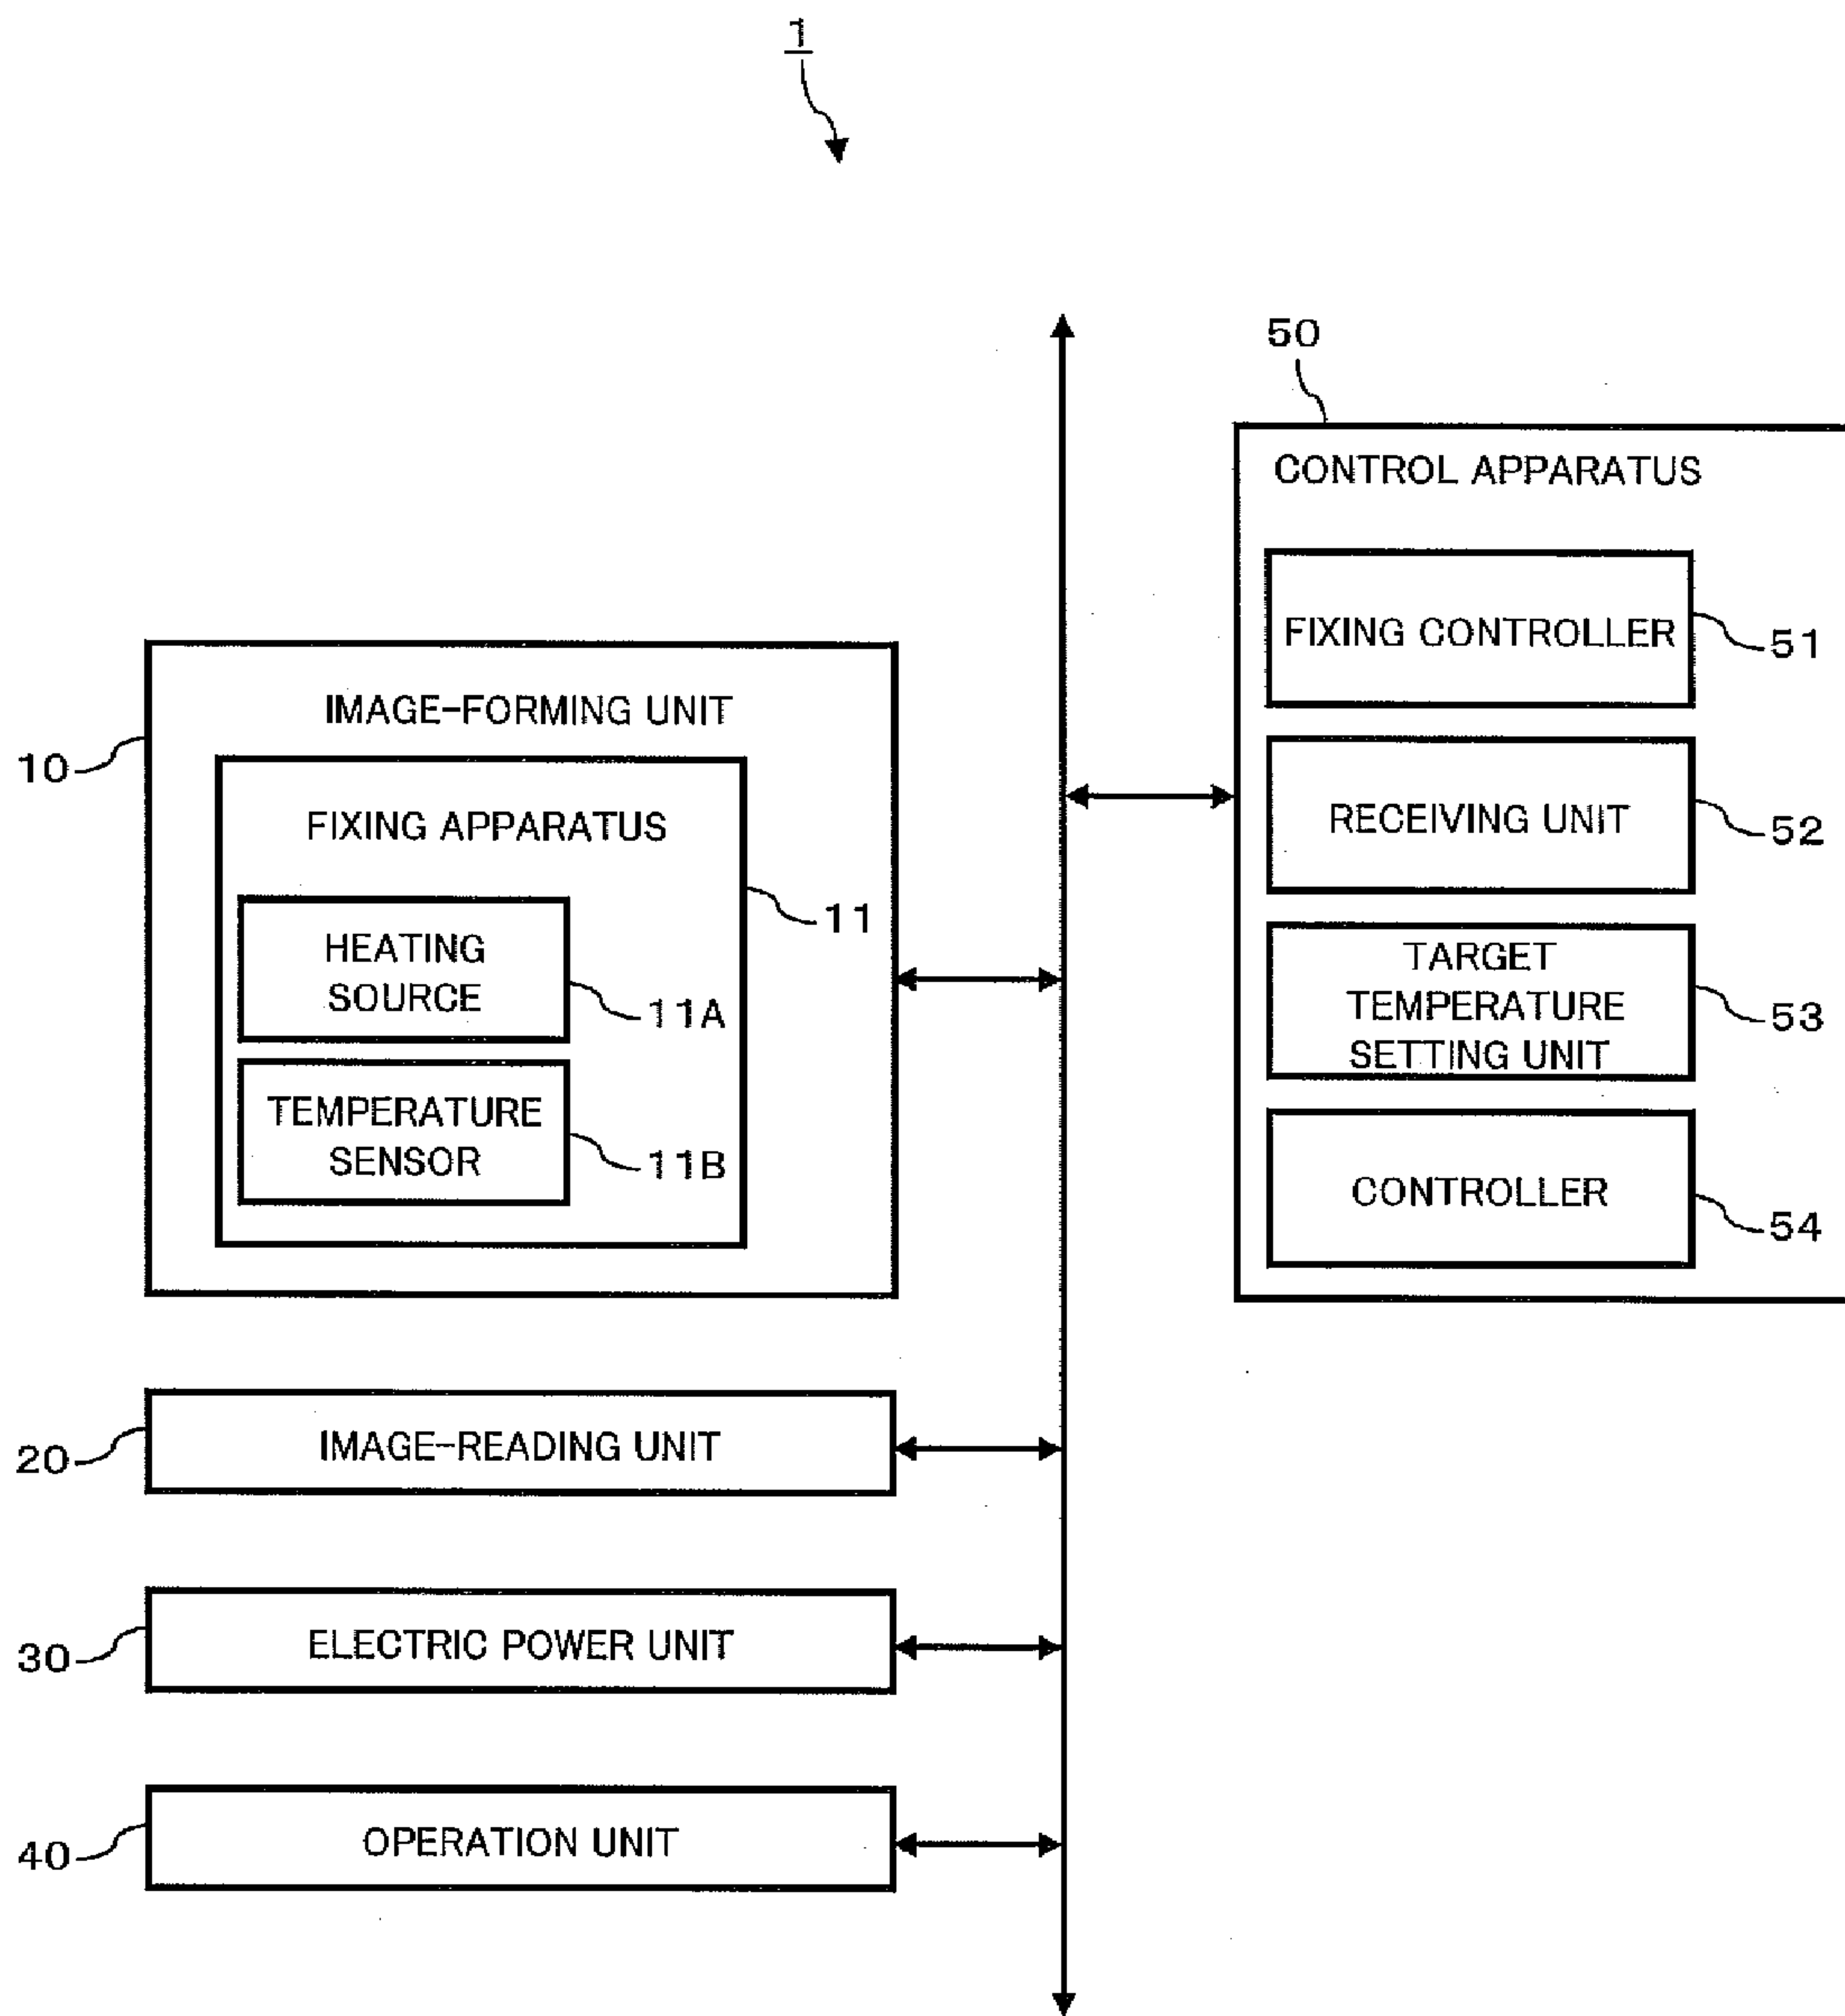 1
50
CONTROL APPARATUS
FIXING CONTROLLER
51
RECEIVING UNIT
52
TARGET
TEMPERATURE
SETTING UNIT
53
CONTROLLER
54
IMAGE-FORMING UNIT
10
FIXING APPARATUS
11
HEATING
SOURCE
11A
TEMPERATURE
SENSOR
11B
20
IMAGE-READING UNIT
30
ELECTRIC POWER UNIT
40
OPERATION UNIT